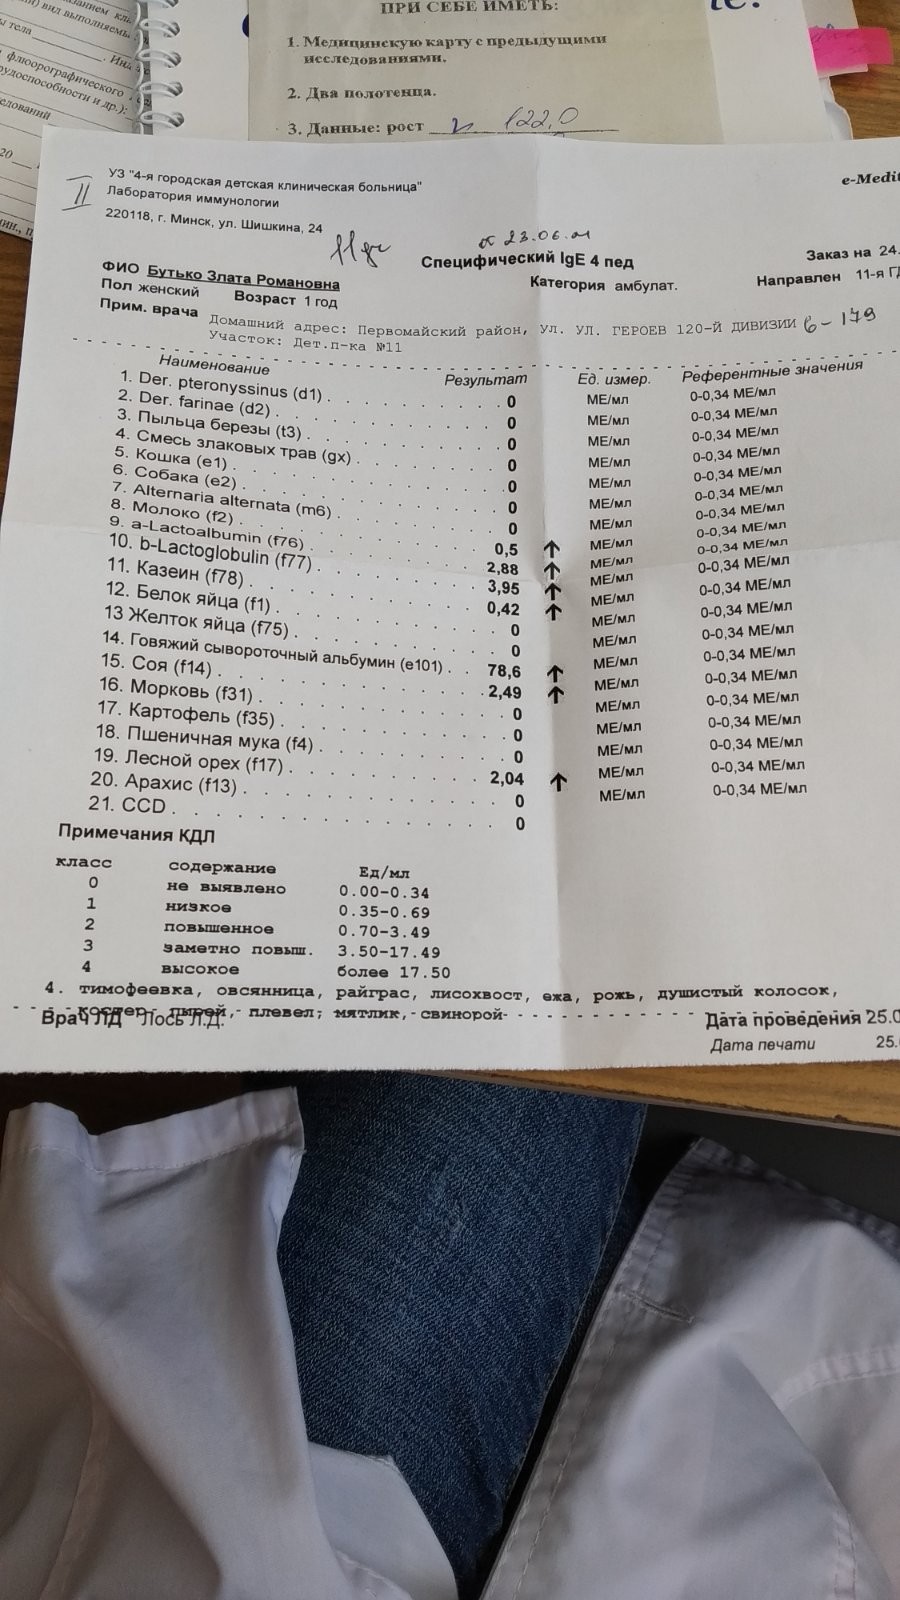 ПРИ СЕБЕ ИМЕТЬ:
1. Медицинскую карту с предыдущими
исследованиями.
2. Два полотенца.
3. Данные: рост 122,0
УЗ "4-я городская детская клиническая больница"
Лаборатория иммунологии
220118, г. Минск, ул. Шишкина, 24
e-Medit
II
23.06.
Специфический IgE 4 пед
Заказ на 24.
ФИО Бутько Злата Романовна
Категория амбулат.
Направлен 11-я
Пол женский Возраст 1 год
Прим. врача Домашний адрес: Первомайский район, Ул. УЛ. ГЕРОЕВ 120-Й ДИВИЗИИ 6-179
Участок: Дет.п-ка №11
Наименование Результат Ед. измер. Референтные значения
1. Der. pteronyssinus (d1) 0 МЕ/мл 0-0,34 МЕ/мл
2. Der. farinae (d2) 0 МЕ/мл 0-0,34 МЕ/мл
3. Пыльца березы (t3) 0 МЕ/мл 0-0,34 МЕ/мл
4. Смесь злаковых трав (gx) 0 МЕ/мл 0-0,34 МЕ/мл
5. Кошка (e1) 0 МЕ/мл 0-0,34 МЕ/мл
6. Собака (e2) 0 МЕ/мл 0-0,34 МЕ/мл
7. Alternaria alternata (m6) 0 МЕ/мл 0-0,34 МЕ/мл
8. Молоко (f2) 0,5 ↑ МЕ/мл 0-0,34 МЕ/мл
9. a-Lactoalbumin (f76) 2,88 ↑ МЕ/мл 0-0,34 МЕ/мл
10. b-Lactoglobulin (f77) 3,95 ↑ МЕ/мл 0-0,34 МЕ/мл
11. Казеин (f78) 0,42 ↑ МЕ/мл 0-0,34 МЕ/мл
12. Белок яйца (f1) 0 МЕ/мл 0-0,34 МЕ/мл
13 Желток яйца (f75) 0 МЕ/мл 0-0,34 МЕ/мл
14. Говяжий сывороточный альбумин (e101) 78,6 ↑ МЕ/мл 0-0,34 МЕ/мл
15. Соя (f14) 2,49 ↑ МЕ/мл 0-0,34 МЕ/мл
16. Морковь (f31) 0 МЕ/мл 0-0,34 МЕ/мл
17. Картофель (f35) 0 МЕ/мл 0-0,34 МЕ/мл
18. Пшеничная мука (f4) 0 МЕ/мл 0-0,34 МЕ/мл
19. Лесной орех (f17) 2,04 ↑ МЕ/мл 0-0,34 МЕ/мл
20. Арахис (f13) 0 МЕ/мл 0-0,34 МЕ/мл
21. CCD 0
Примечания КДЛ
класс содержание Ед/мл
0 не выявлено 0.00-0.34
1 низкое 0.35-0.69
2 повышенное 0.70-3.49
3 заметно повыш. 3.50-17.49
4 высокое более 17.50
4. тимофеевка, овсянница, райграс, лисохвост, ежа, рожь, душистый колосок,
костер, пырей, плевел, мятлик, свинорой
Врач ЛД Лось Л.Д.
Дата проведения 25.0
Дата печати 25.